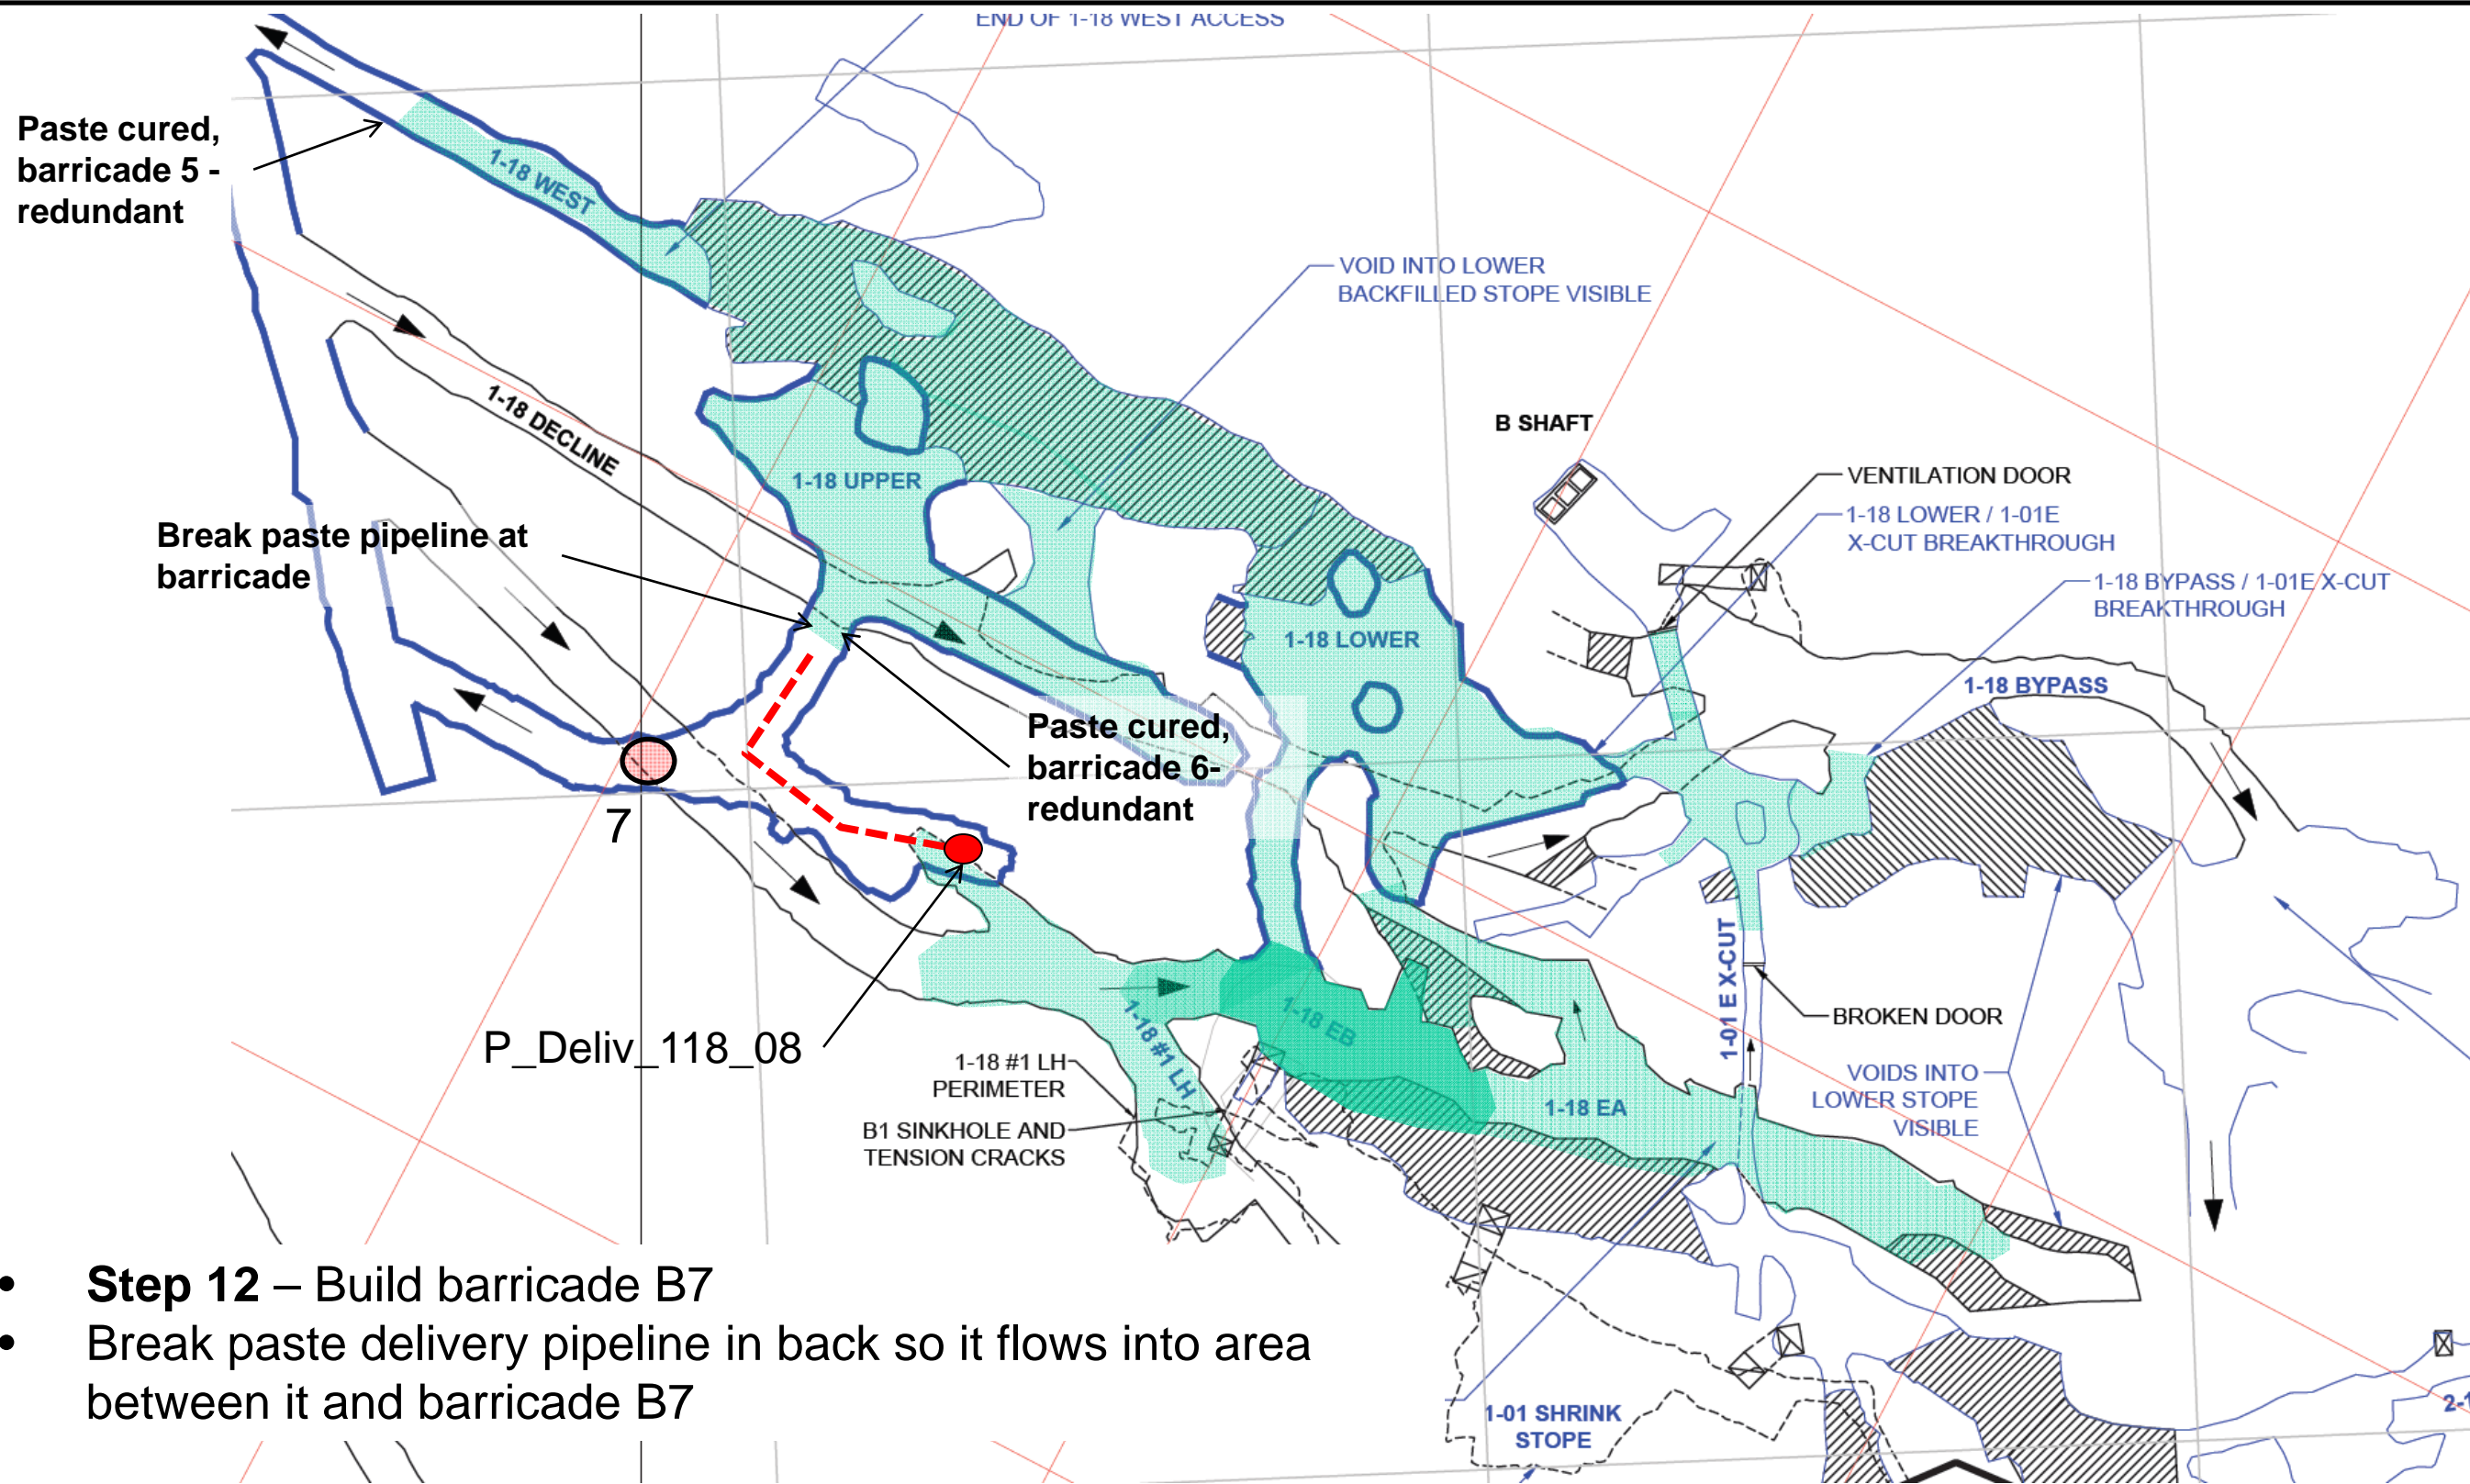 END OF 1-18 WEST ACCESS
Paste cured,
barricade 5 -
redundant
1-18 WEST
VOID INTO LOWER
BACKFILLED STOPE VISIBLE
1-18 DECLINE
B SHAFT
1-18 UPPER
VENTILATION DOOR
1-18 LOWER / 1-01E
X-CUT BREAKTHROUGH
Break paste pipeline at
barricade
1-18 BYPASS / 1-01E X-CUT
BREAKTHROUGH
1-18 LOWER
1-18 BYPASS
Paste cured,
barricade 6-
redundant
7
P_Deliv_118_08
1-18 EB
1-18 #1 LH
1-01 E X-CUT
BROKEN DOOR
1-18 #1 LH
PERIMETER
B1 SINKHOLE AND
TENSION CRACKS
1-18 EA
VOIDS INTO
LOWER STOPE
VISIBLE
• Step 12 – Build barricade B7
• Break paste delivery pipeline in back so it flows into area
between it and barricade B7
1-01 SHRINK
STOPE